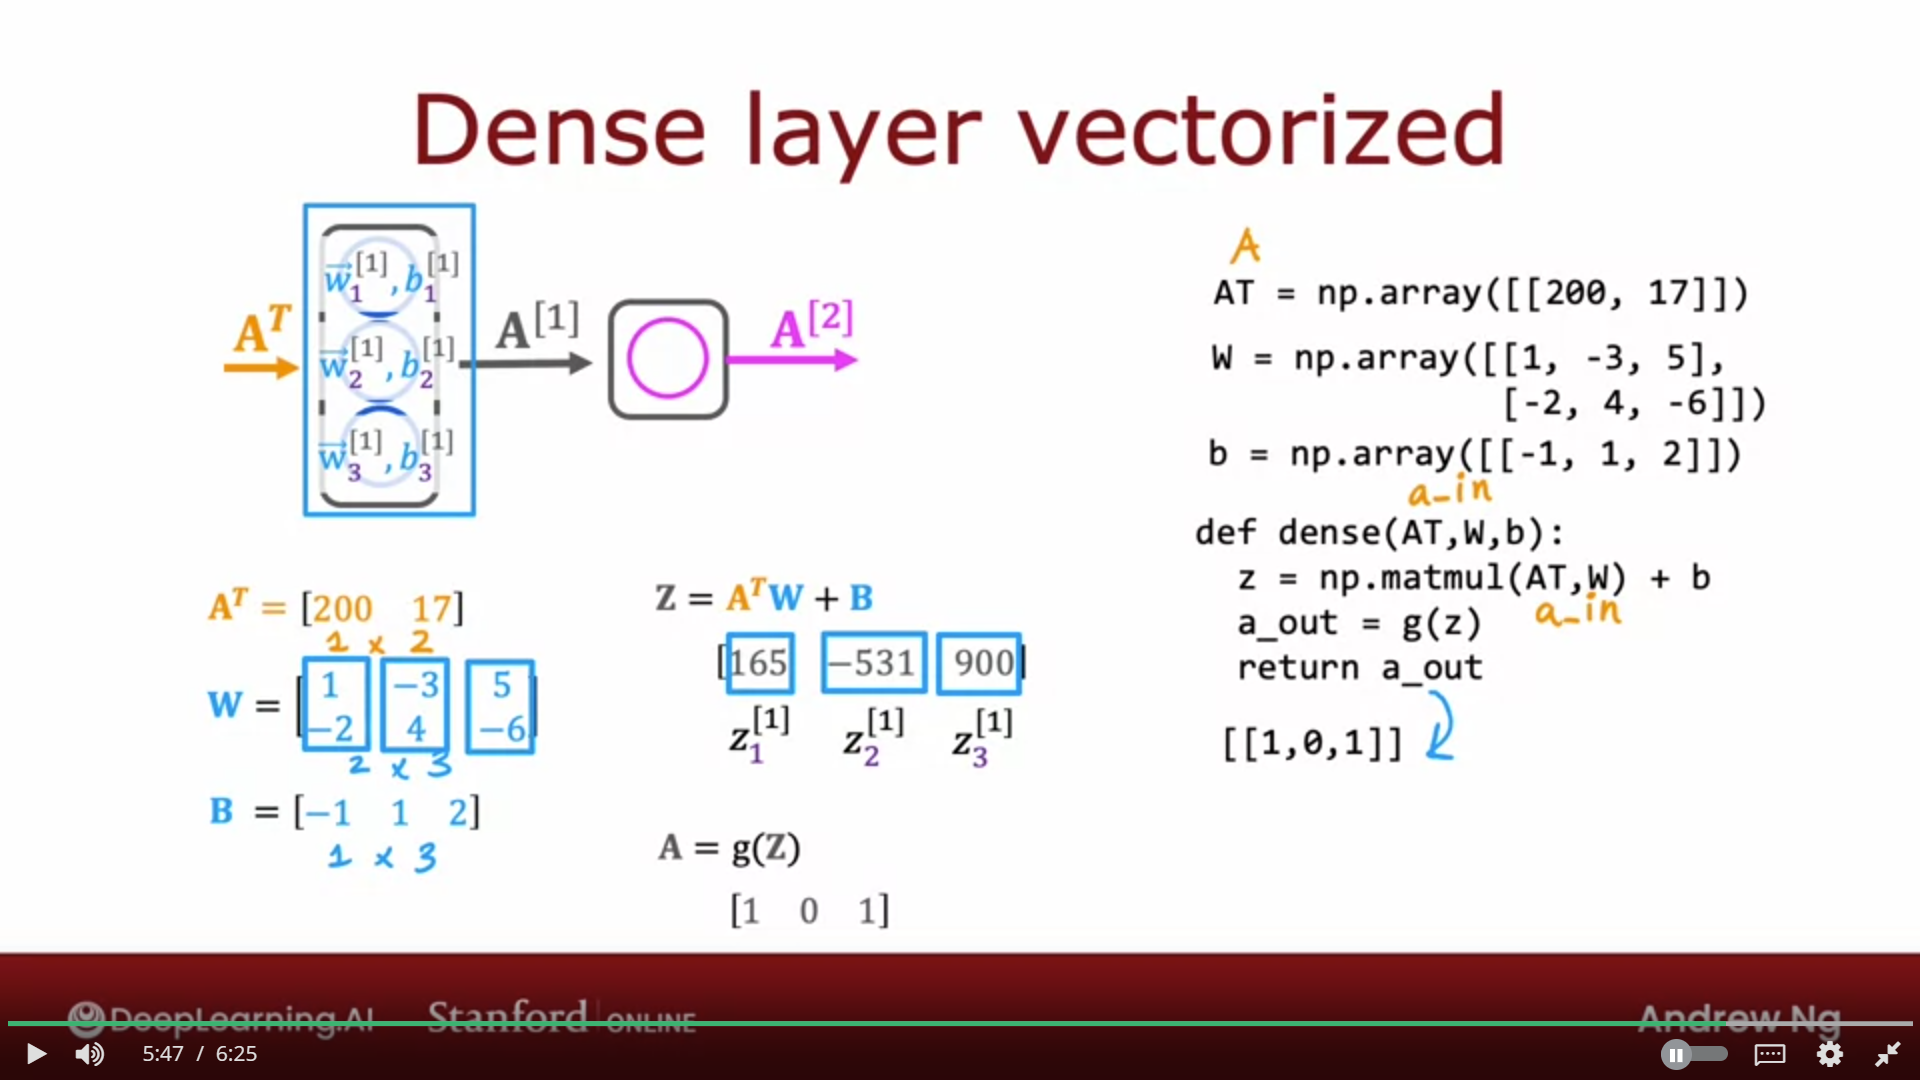 Dense layer vectorized
A^T
w⃗_1^[1], b_1^[1]
w⃗_2^[1], b_2^[1]
w⃗_3^[1], b_3^[1]
A^[1]
A^[2]
A^T = [200 17]
1 x 2
W = [1 −3 5
−2 4 −6]
2 x 3
B = [−1 1 2]
1 x 3
Z = A^T W + B
[165 −531 900]
z_1^[1] z_2^[1] z_3^[1]
A = g(Z)
[1 0 1]
A
AT = np.array([[200, 17]])
W = np.array([[1, -3, 5],
[-2, 4, -6]])
b = np.array([[-1, 1, 2]])
a_in
def dense(AT,W,b):
z = np.matmul(AT,W) + b
a_in
a_out = g(z)
return a_out
[[1,0,1]]
DeepLearning.AI Stanford ONLINE Andrew Ng
5:47 / 6:25